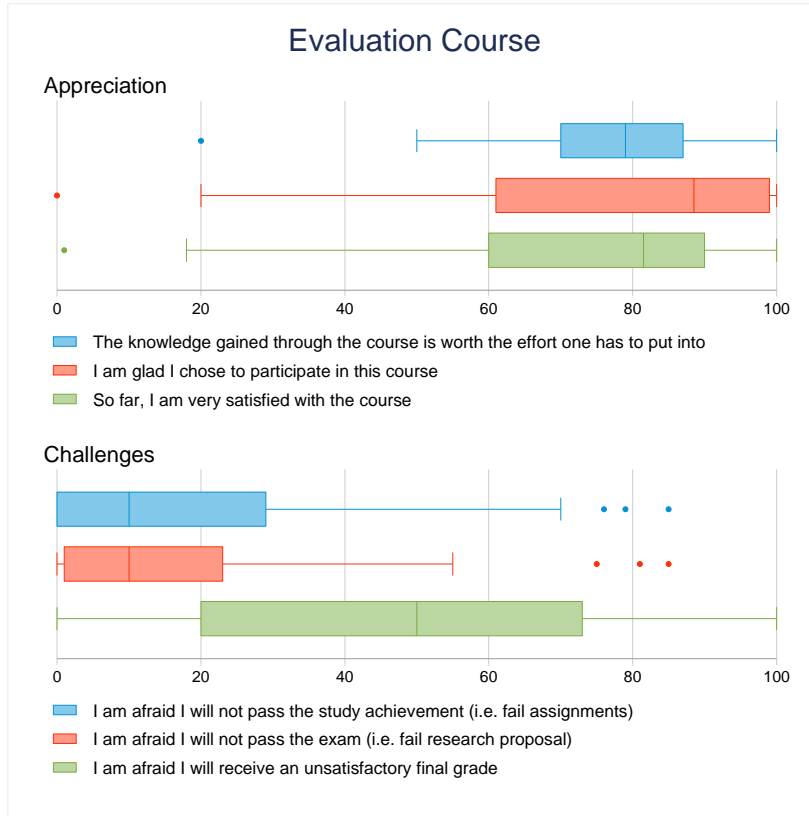 Evaluation Course
Appreciation
0 20 40 60 80 100
The knowledge gained through the course is worth the effort one has to put into
I am glad I chose to participate in this course
So far, I am very satisfied with the course
Challenges
0 20 40 60 80 100
I am afraid I will not pass the study achievement (i.e. fail assignments)
I am afraid I will not pass the exam (i.e. fail research proposal)
I am afraid I will receive an unsatisfactory final grade